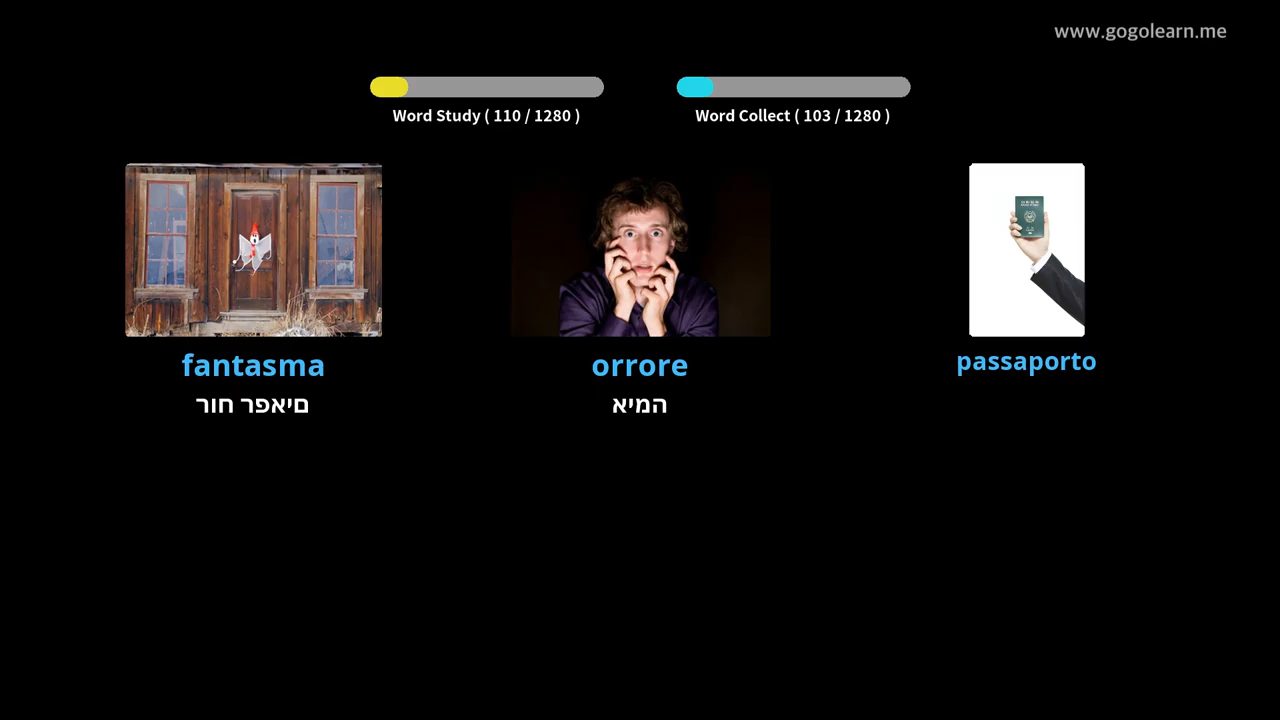 www.gogolearn.me
Word Study ( 110 / 1280 )
Word Collect ( 103 / 1280 )
fantasma
םיאפר חור
orrore
המיא
passaporto